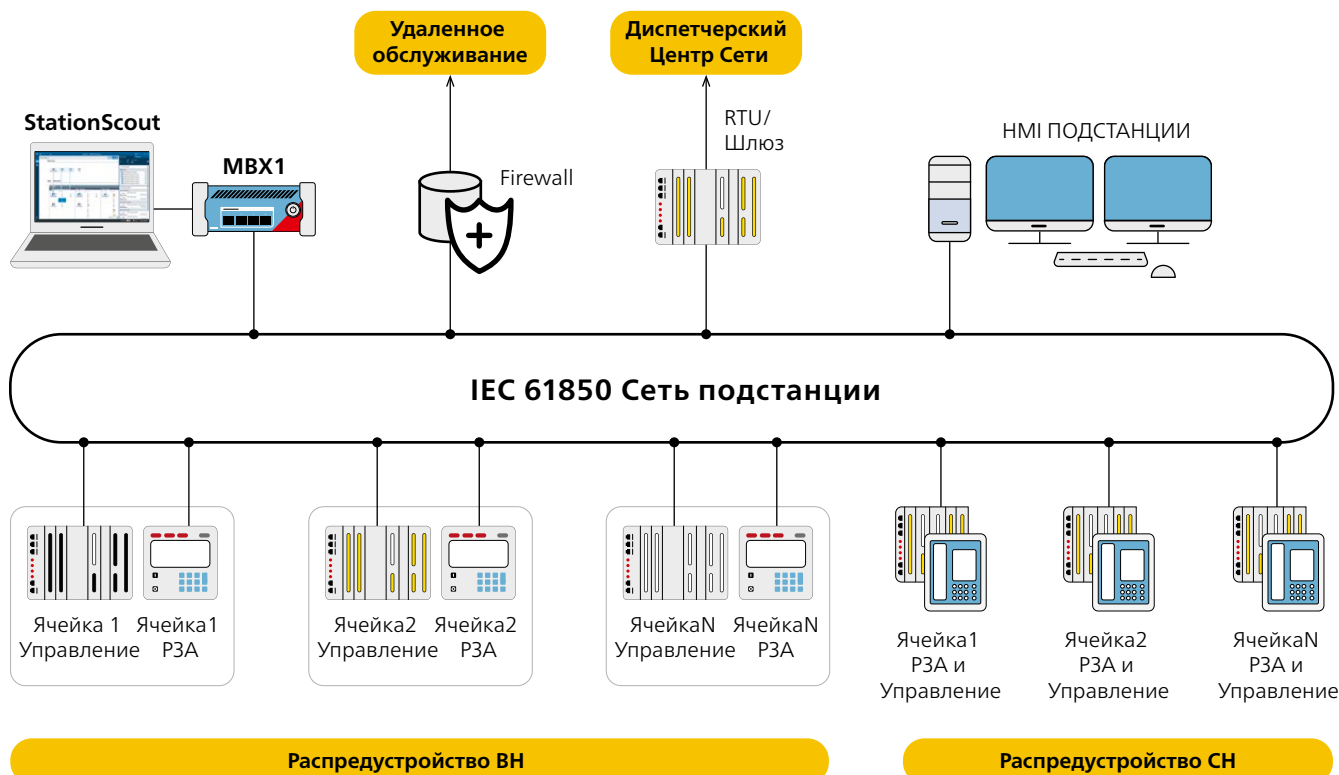 Удаленное
обслуживание
Диспетчерский
Центр Сети
StationScout
MBX1
Firewall
RTU/
Шлюз
HMI ПОДСТАНЦИИ
IEC 61850 Сеть подстанции
Ячейка 1
Управление
Ячейка1
РЗА
Ячейка2
Управление
Ячейка2
РЗА
ЯчейкаN
Управление
ЯчейкаN
РЗА
Ячейка1
РЗА и
Управление
Ячейка2
РЗА и
Управление
ЯчейкаN
РЗА и
Управление
Распредустройство ВН
Распредустройство СН